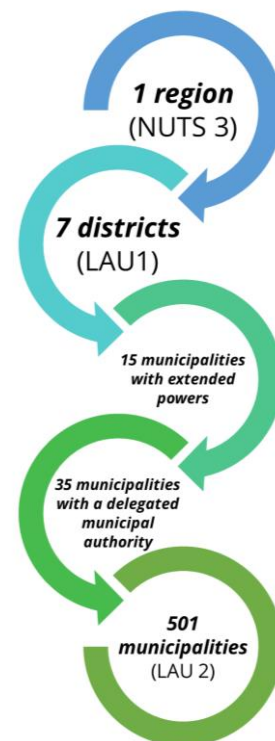 1 region
(NUTS 3)
7 districts
(LAU1)
15 municipalities
with extended
powers
35 municipalities
with a delegated
municipal
authority
501
municipalities
(LAU 2)